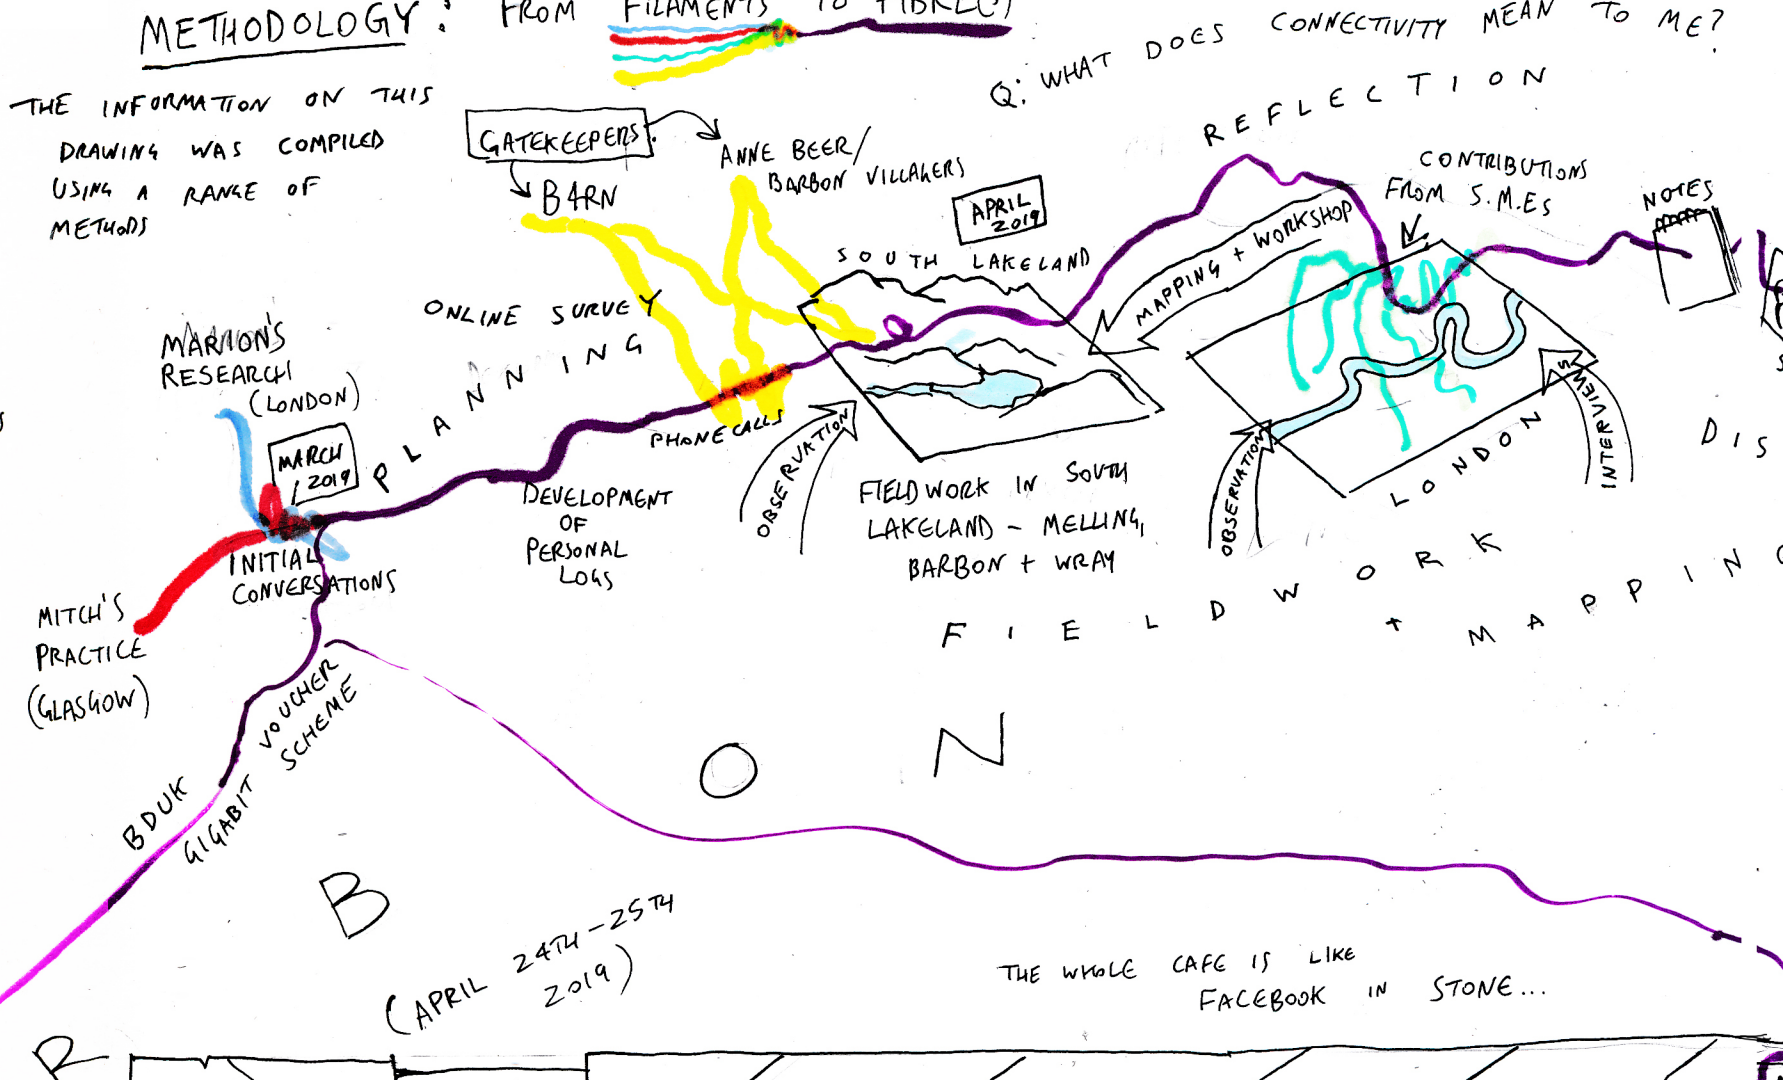 METHODOLOGY: FROM FILAMENTS TO
Q: WHAT DOES CONNECTIVITY MEAN TO ME?
THE INFORMATION ON THIS
DRAWING WAS COMPILED
USING A RANGE OF
METHODS
GATEKEEPERS
B4RN
ANNE BEER/
BARBON VILLAGERS
APRIL
2019
SOUTH LAKELAND
REFLECTION
MAPPING + WORKSHOP
CONTRIBUTIONS
FROM S.M.ES
NOTES
ONLINE SURVEY
PLANNING
MARION'S
RESEARCH
(LONDON)
MARCH
2019
INITIAL
CONVERSATIONS
MITCH'S
PRACTICE
(GLASGOW)
PHONE CALLS
DEVELOPMENT
OF
PERSONAL
LOGS
OBSERVATION
FIELDWORK IN SOUTH
LAKELAND - MELLING,
BARBON + WRAY
OBSERVATION
LONDON
INTERVIEWS
DIS
FIELDWORK
+ MAPPING
BDUK
GIGABIT
VOUCHER
SCHEME
BON
(APRIL 24TH-25TH
2019)
THE WHOLE CAFE IS LIKE
FACEBOOK IN STONE...
R